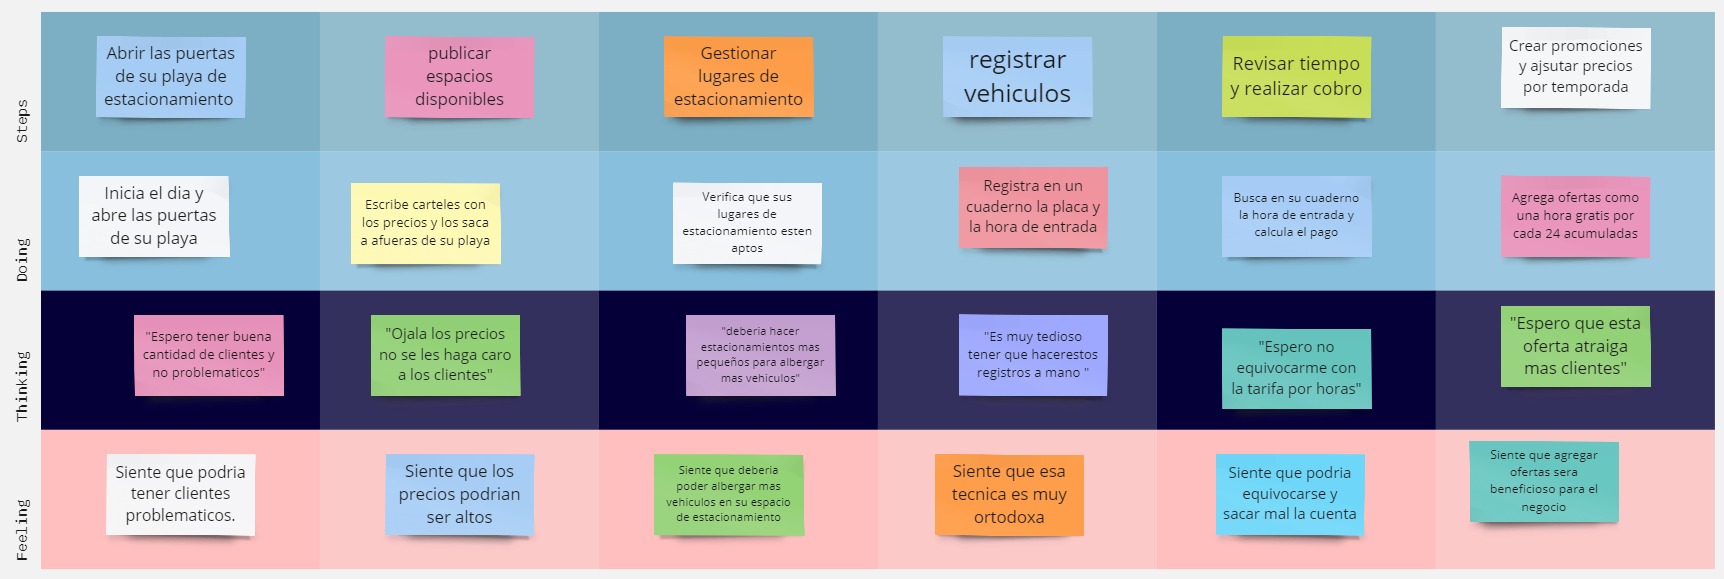 Steps
Abrir las puertas
de su playa de
estacionamiento
publicar
espacios
disponibles
Gestionar
lugares de
estacionamiento
registrar
vehiculos
Revisar tiempo
y realizar cobro
Crear promociones
y ajsutar precios
por temporada
Doing
Inicia el dia y
abre las puertas
de su playa
Escribe carteles con
los precios y los saca
a afueras de su playa
Verifica que sus
lugares de
estacionamiento esten
aptos
Registra en un
cuaderno la placa y
la hora de entrada
Busca en su cuaderno
la hora de entrada y
calcula el pago
Agrega ofertas como
una hora gratis por
cada 24 acumuladas
Thinking
"Espero tener buena
cantidad de clientes y
no problematicos"
"Ojala los precios
no se les haga caro
a los clientes"
"deberia hacer
estacionamientos mas
pequeños para albergar
mas vehiculos"
"Es muy tedioso
tener que hacerestos
registros a mano "
"Espero no
equivocarme con
la tarifa por horas"
"Espero que esta
oferta atraiga
mas clientes"
Feeling
Siente que podria
tener clientes
problematicos.
Siente que los
precios podrian
ser altos
Siente que deberia
poder albergar mas
vehiculos en su espacio
de estacionamiento
Siente que esa
tecnica es muy
ortodoxa
Siente que podria
equivocarse y
sacar mal la cuenta
Siente que agregar
ofertas sera
beneficioso para el
negocio